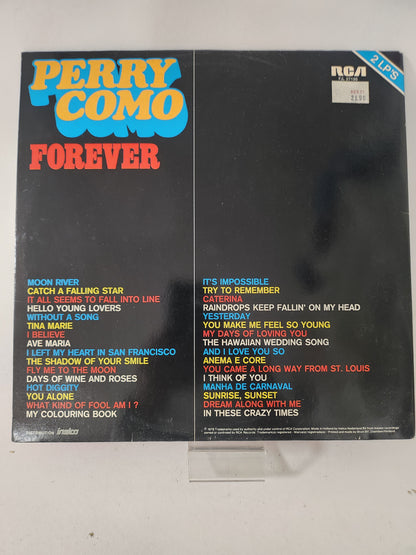 PERRY
COMO
FOREVER
RCA
2 LP'S
MOON RIVER
CATCH A FALLING STAR
IT ALL SEEMS TO FALL INTO LINE
HELLO YOUNG LOVERS
WITHOUT A SONG
TINA MARIE
I BELIEVE
AVE MARIA
I LEFT MY HEART IN SAN FRANCISCO
THE SHADOW OF YOUR SMILE
FLY ME TO THE MOON
DAYS OF WINE AND ROSES
HOT DIGGITY
YOU ALONE
WHAT KIND OF FOOL AM I ?
MY COLOURING BOOK
IT'S IMPOSSIBLE
TRY TO REMEMBER
CATERINA
RAINDROPS KEEP FALLIN' ON MY HEAD
YESTERDAY
YOU MAKE ME FEEL SO YOUNG
MY DAYS OF LOVING YOU
THE HAWAIIAN WEDDING SONG
AND I LOVE YOU SO
ANEMA E CORE
YOU CAME A LONG WAY FROM ST. LOUIS
I THINK OF YOU
MANHA DE CARNAVAL
SUNRISE, SUNSET
DREAM ALONG WITH ME
IN THESE CRAZY TIMES
DISTRIBUTION inelco